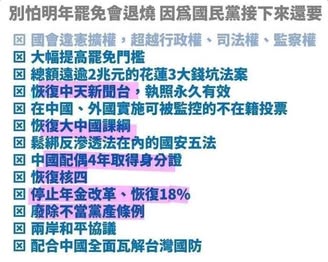 別怕明年罷免會退燒 因為國民黨接下來還要
☒ 國會違憲擴權，超越行政權、司法權、監察權
☒ 大幅提高罷免門檻
☒ 總額遠逾2兆元的花蓮3大錢坑法案
☒ 恢復中天新聞台，執照永久有效
☒ 在中國、外國實施可被監控的不在籍投票
☒ 恢復大中國課綱
☒ 鬆綁反滲透法在內的國安五法
☒ 中國配偶4年取得身分證
☒ 恢復核四
☒ 停止年金改革、恢復18%
☒ 廢除不當黨產條例
☒ 兩岸和平協議
☒ 配合中國全面瓦解台灣國防